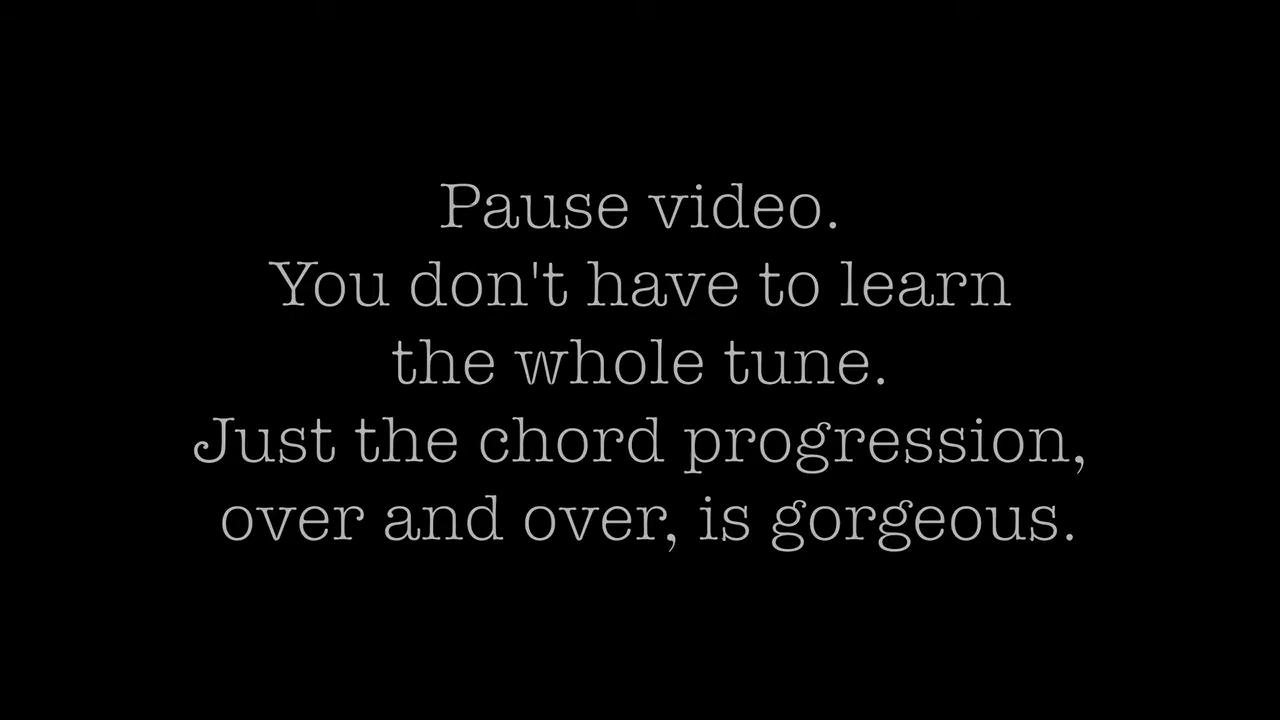 Pause video.
You don't have to learn
the whole tune.
Just the chord progression,
over and over, is gorgeous.